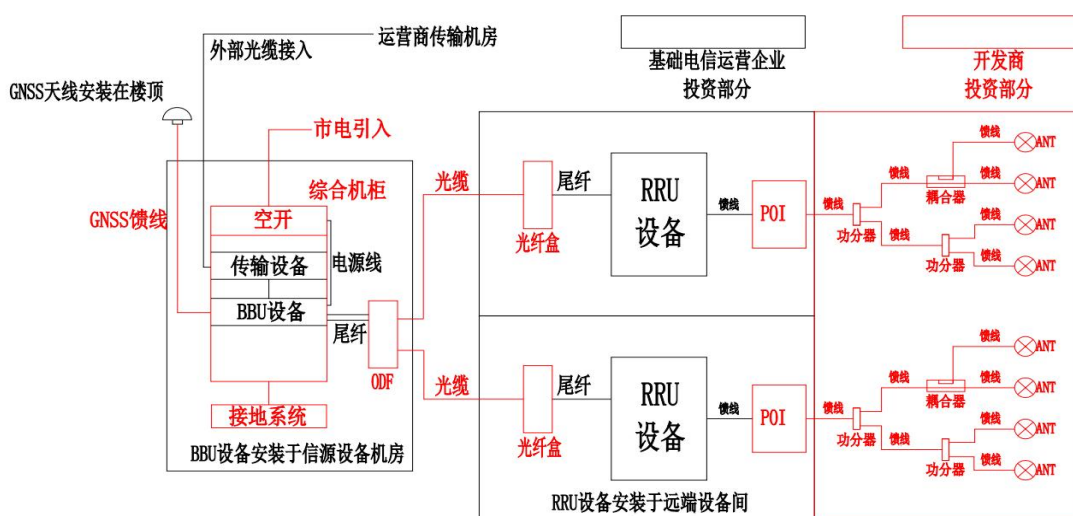 外部光缆接入
运营商传输机房
基础电信运营企业
投资部分
开发商
投资部分
GNSS天线安装在楼顶
市电引入
综合机柜
GNSS馈线
空开
传输设备
电源线
BBU设备
尾纤
ODF
接地系统
BBU设备安装于信源设备机房
光缆
光缆
光纤盒
尾纤
RRU
设备
馈线
POI
馈线
功分器
馈线
馈线
耦合器
馈线
ANT
馈线
ANT
功分器
馈线
ANT
馈线
ANT
光纤盒
尾纤
RRU
设备
馈线
POI
馈线
功分器
馈线
馈线
耦合器
馈线
ANT
馈线
ANT
功分器
馈线
ANT
馈线
ANT
RRU设备安装于远端设备间